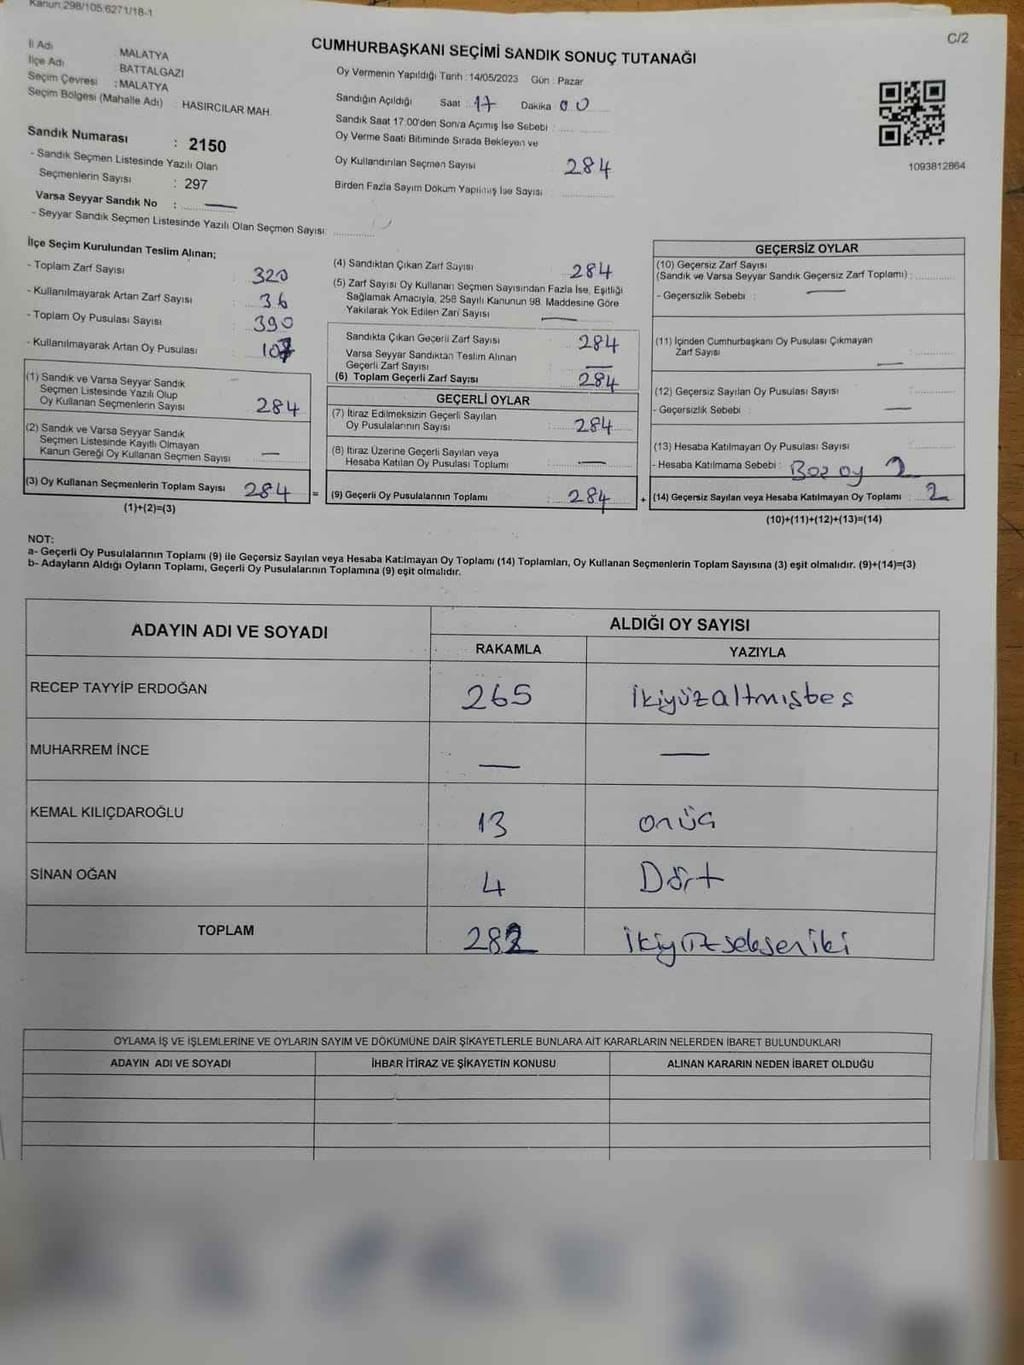 Kanun:298/105;6271/18-1
C/2
CUMHURBAŞKANI SEÇİMİ SANDIK SONUÇ TUTANAĞI
İl Adı : MALATYA
İlçe Adı : BATTALGAZİ
Seçim Çevresi : MALATYA
Seçim Bölgesi (Mahalle Adı) : HASIRCILAR MAH.
Sandık Numarası : 2150
- Sandık Seçmen Listesinde Yazılı Olan
Seçmenlerin Sayısı : 297
Varsa Seyyar Sandık No : —
- Seyyar Sandık Seçmen Listesinde Yazılı Olan Seçmen Sayısı:
Oy Vermenin Yapıldığı Tarih :14/05/2023 Gün : Pazar
Sandığın Açıldığı Saat 17 Dakika 00
Sandık Saat 17:00'den Sonra Açımış İse Sebebi :
Oy Verme Saati Bitiminde Sırada Bekleyen ve
Oy Kullandırılan Seçmen Sayısı 284
Birden Fazla Sayım Döküm Yapılmış İse Sayısı :
1093812864
İlçe Seçim Kurulundan Teslim Alınan;
- Toplam Zarf Sayısı : 320
- Kullanılmayarak Artan Zarf Sayısı : 36
- Toplam Oy Pusulası Sayısı : 390
- Kullanılmayarak Artan Oy Pusulası :
(1) Sandık ve Varsa Seyyar Sandık
Seçmen Listesinde Yazılı Olup
Oy Kullanan Seçmenlerin Sayısı : 284
(2) Sandık ve Varsa Seyyar Sandık
Seçmen Listesinde Kayıtlı Olmayan
Kanun Gereği Oy Kullanan Seçmen Sayısı : —
(3) Oy Kullanan Seçmenlerin Toplam Sayısı 284 =
(1)+(2)=(3)
(4) Sandıktan Çıkan Zarf Sayısı : 284
(5) Zarf Sayısı Oy Kullanan Seçmen Sayısından Fazla İse, Eşitliği
Sağlamak Amacıyla, 298 Sayılı Kanunun 98. Maddesine Göre
Yakılarak Yok Edilen Zarf Sayısı —
Sandıkta Çıkan Geçerli Zarf Sayısı : 284
Varsa Seyyar Sandıktan Teslim Alınan
Geçerli Zarf Sayısı : —
(6) Toplam Geçerli Zarf Sayısı : 284
GEÇERLİ OYLAR
(7) İtiraz Edilmeksizin Geçerli Sayılan
Oy Pusulalarının Sayısı : 284
(8) İtiraz Üzerine Geçerli Sayılan veya
Hesaba Katılan Oy Pusulası Toplamı : —
(9) Geçerli Oy Pusulalarının Toplamı : 284 +
GEÇERSİZ OYLAR
(10) Geçersiz Zarf Sayısı
(Sandık ve Varsa Seyyar Sandık Geçersiz Zarf Toplamı) :
- Geçersizlik Sebebi : —
(11) İçinden Cumhurbaşkanı Oy Pusulası Çıkmayan
Zarf Sayısı : —
(12) Geçersiz Sayılan Oy Pusulası Sayısı :
- Geçersizlik Sebebi : —
(13) Hesaba Katılmayan Oy Pusulası Sayısı :
- Hesaba Katılmama Sebebi : Boz oy 2
(14) Geçersiz Sayılan veya Hesaba Katılmayan Oy Toplamı : 2
(10)+(11)+(12)+(13)=(14)
NOT:
a- Geçerli Oy Pusulalarının Toplamı (9) ile Geçersiz Sayılan veya Hesaba Katılmayan Oy Toplamı (14) Toplamları, Oy Kullanan Seçmenlerin Toplam Sayısına (3) eşit olmalıdır. (9)+(14)=(3)
b- Adayların Aldığı Oyların Toplamı, Geçerli Oy Pusulalarının Toplamına (9) eşit olmalıdır.
ADAYIN ADI VE SOYADI ALDIĞI OY SAYISI
RAKAMLA YAZIYLA
RECEP TAYYİP ERDOĞAN 265 ikiyüzaltmışbes
MUHARREM İNCE — —
KEMAL KILIÇDAROĞLU 13 onüç
SİNAN OĞAN 4 Dört
TOPLAM 282 ikiyüzsekseniki
OYLAMA İŞ VE İŞLEMLERİNE VE OYLARIN SAYIM VE DÖKÜMÜNE DAİR ŞİKAYETLERLE BUNLARA AİT KARARLARIN NELERDEN İBARET BULUNDUKLARI
ADAYIN ADI VE SOYADI İHBAR İTİRAZ VE ŞİKAYETİN KONUSU ALINAN KARARIN NEDEN İBARET OLDUĞU